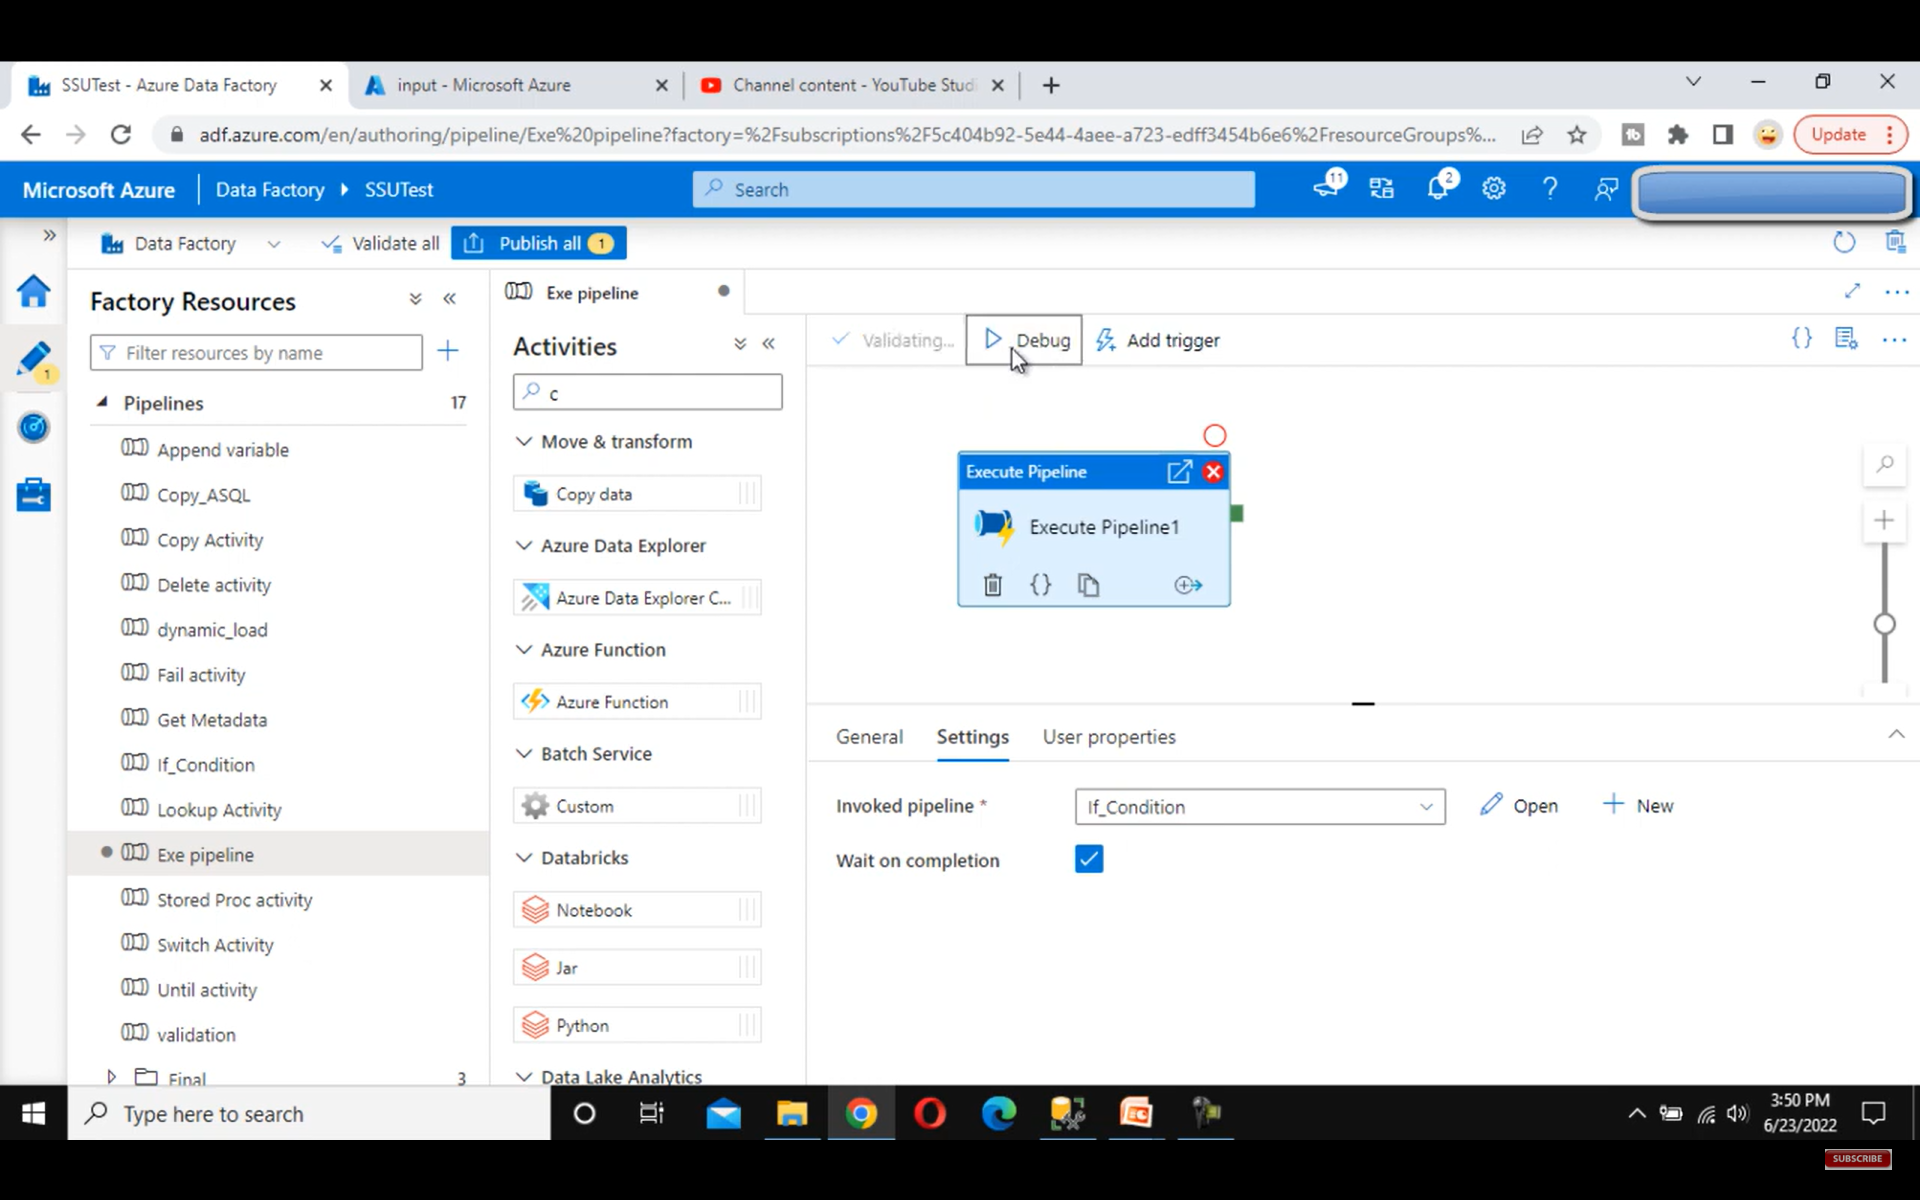 SSUTest - Azure Data Factory
input - Microsoft Azure
Channel content - YouTube Studi
adf.azure.com/en/authoring/pipeline/Exe%20pipeline?factory=%2Fsubscriptions%2F5c404b92-5e44-4aee-a723-edff3454b6e6%2FresourceGroups%...
Update
Microsoft Azure
Data Factory
SSUTest
Search
11
2
Data Factory
Validate all
Publish all
1
Factory Resources
Filter resources by name
1
Pipelines
17
Append variable
Copy_ASQL
Copy Activity
Delete activity
dynamic_load
Fail activity
Get Metadata
If_Condition
Lookup Activity
Exe pipeline
Stored Proc activity
Switch Activity
Until activity
validation
Final
3
Exe pipeline
Activities
c
Move & transform
Copy data
Azure Data Explorer
Azure Data Explorer C...
Azure Function
Azure Function
Batch Service
Custom
Databricks
Notebook
Jar
Python
Data Lake Analytics
Validating...
Debug
Add trigger
Execute Pipeline
Execute Pipeline1
General
Settings
User properties
Invoked pipeline *
If_Condition
Open
New
Wait on completion
Type here to search
3:50 PM
6/23/2022
SUBSCRIBE